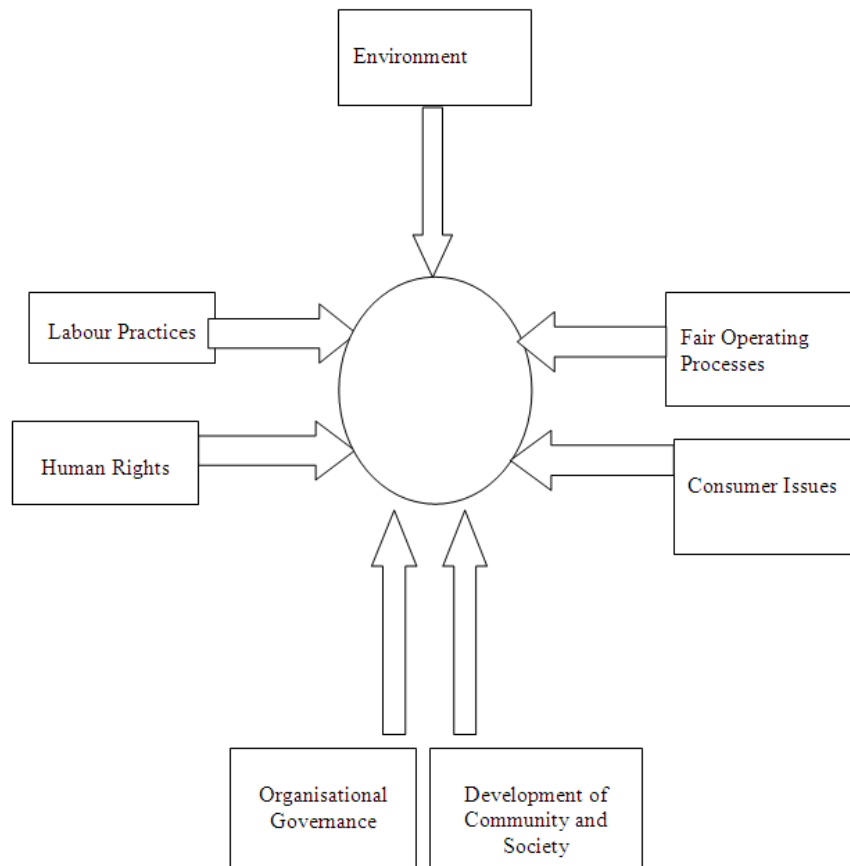 Environment
Labour Practices
Fair Operating
Processes
Human Rights
Consumer Issues
Organisational
Governance
Development of
Community and
Society